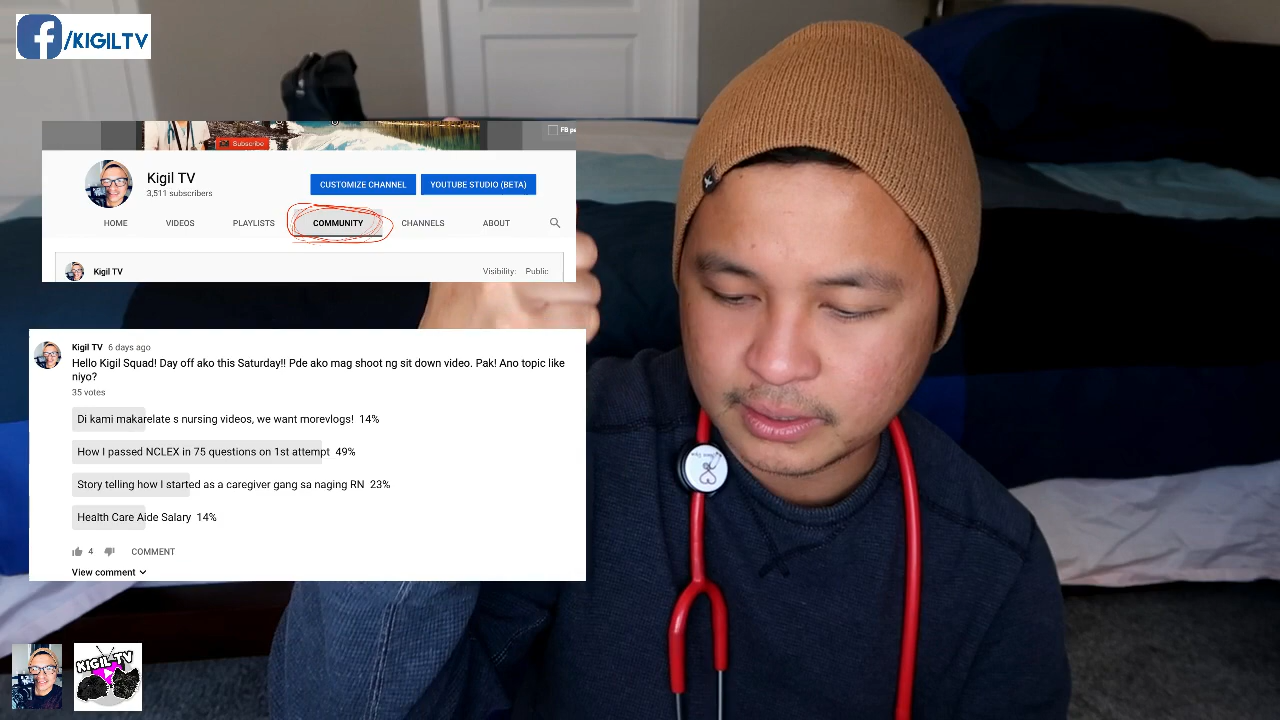 f/KIGILTV
Subscribe
FB
Kigil TV
3,511 subscribers
CUSTOMIZE CHANNEL
YOUTUBE STUDIO (BETA)
HOME VIDEOS PLAYLISTS COMMUNITY CHANNELS ABOUT
Kigil TV
Visibility: Public
Kigil TV 6 days ago
Hello Kigil Squad! Day off ako this Saturday!! Pde ako mag shoot ng sit down video. Pak! Ano topic like
niyo?
35 votes
Di kami makarelate s nursing videos, we want morevlogs! 14%
How I passed NCLEX in 75 questions on 1st attempt 49%
Story telling how I started as a caregiver gang sa naging RN 23%
Health Care Aide Salary 14%
4 COMMENT
View comment
KIGIL TV